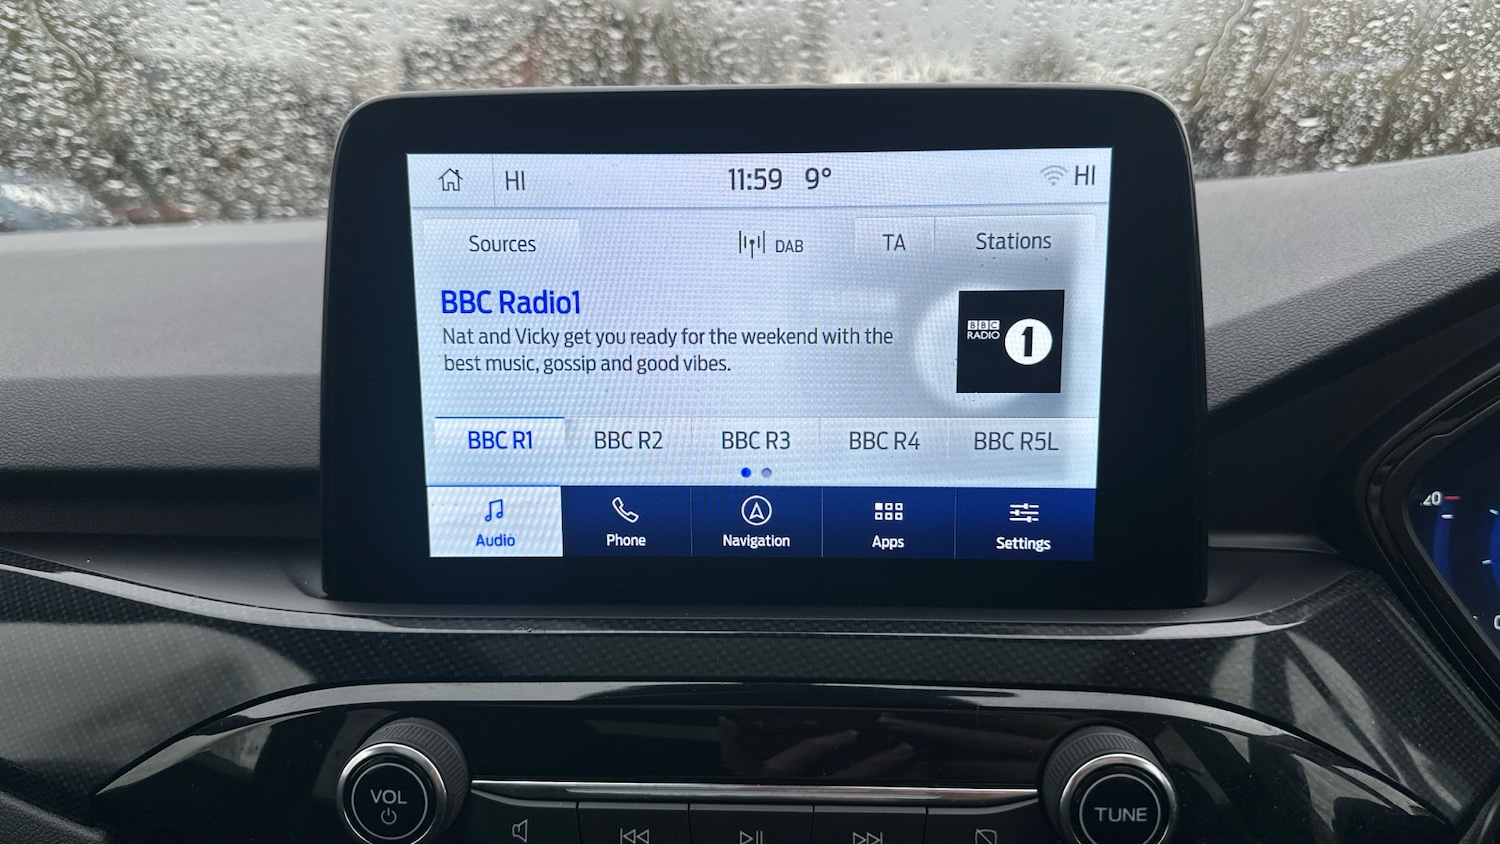 HI 11:59 9° HI
Sources DAB TA Stations
BBC Radio1
Nat and Vicky get you ready for the weekend with the
best music, gossip and good vibes.
BBC
RADIO 1
BBC R1 BBC R2 BBC R3 BBC R4 BBC R5L
Audio Phone Navigation Apps Settings
VOL
TUNE